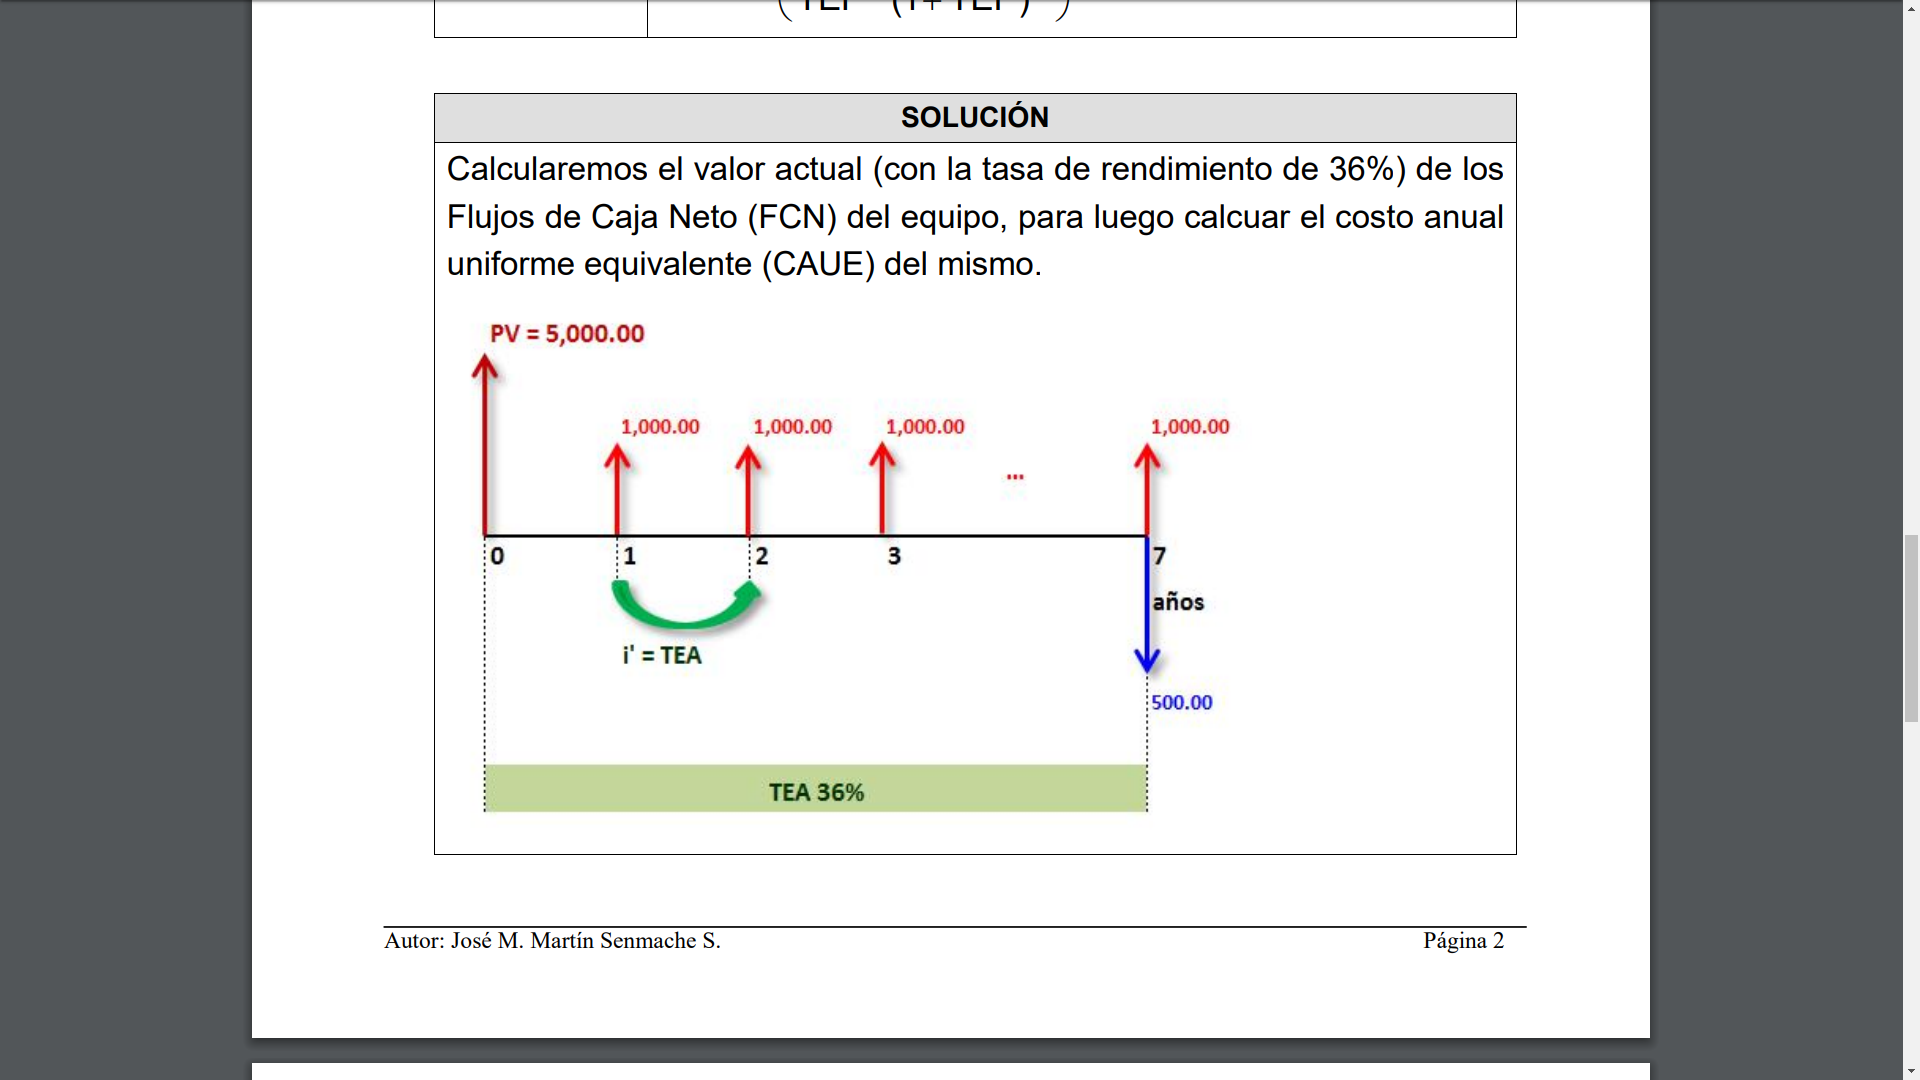 SOLUCIÓN
Calcularemos el valor actual (con la tasa de rendimiento de 36%) de los
Flujos de Caja Neto (FCN) del equipo, para luego calcuar el costo anual
uniforme equivalente (CAUE) del mismo.
PV = 5,000.00
1,000.00 1,000.00 1,000.00 1,000.00
...
0 1 2 3 7
años
i' = TEA
500.00
TEA 36%
Autor: José M. Martín Senmache S. Página 2